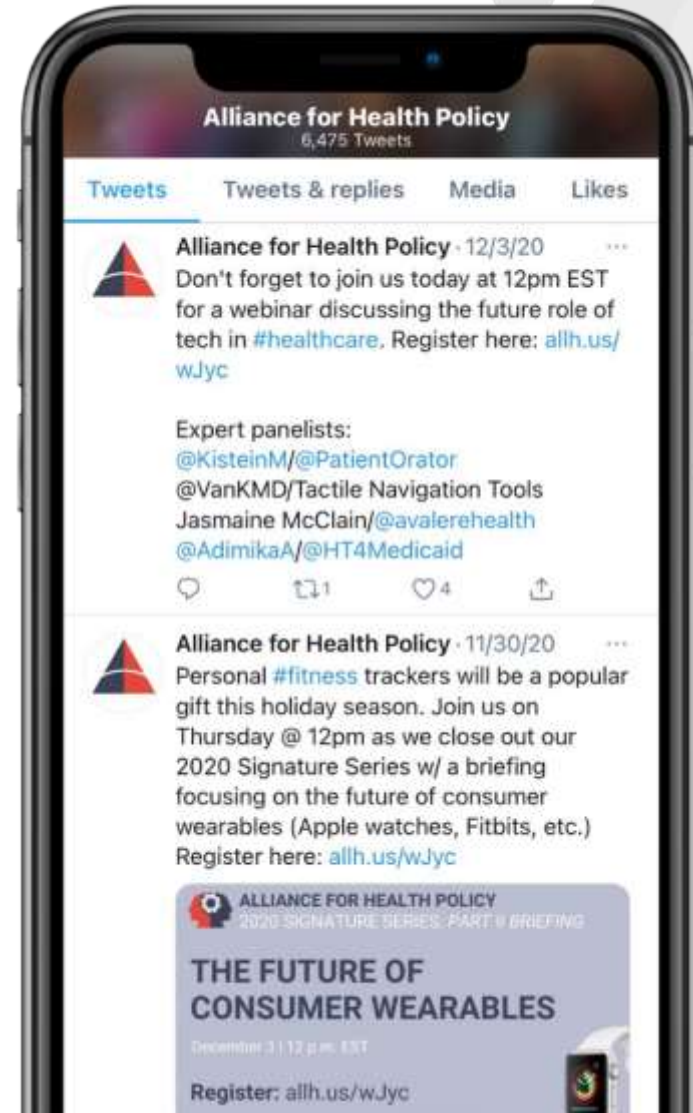 Alliance for Health Policy
6,475 Tweets
Tweets Tweets & replies Media Likes
Alliance for Health Policy · 12/3/20 ...
Don't forget to join us today at 12pm EST
for a webinar discussing the future role of
tech in #healthcare. Register here: allh.us/
wJyc
Expert panelists:
@KisteinM/@PatientOrator
@VanKMD/Tactile Navigation Tools
Jasmaine McClain/@avalerehealth
@AdimikaA/@HT4Medicaid
1 4
Alliance for Health Policy · 11/30/20 ...
Personal #fitness trackers will be a popular
gift this holiday season. Join us on
Thursday @ 12pm as we close out our
2020 Signature Series w/ a briefing
focusing on the future of consumer
wearables (Apple watches, Fitbits, etc.)
Register here: allh.us/wJyc
ALLIANCE FOR HEALTH POLICY
2020 SIGNATURE SERIES: PART II BRIEFING
THE FUTURE OF
CONSUMER WEARABLES
December 3 | 12 p.m. EST
Register: allh.us/wJyc